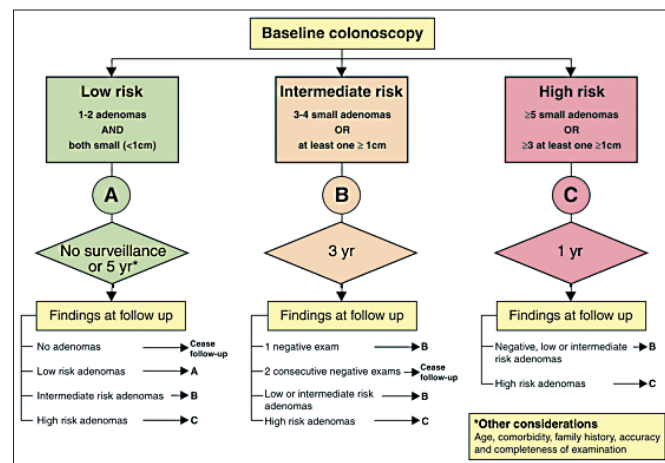 Baseline colonoscopy
Low risk
1-2 adenomas
AND
both small (<1cm)
Intermediate risk
3-4 small adenomas
OR
at least one ≥ 1cm
High risk
≥5 small adenomas
OR
≥3 at least one ≥1cm
A
B
C
No surveillance
or 5 yr*
3 yr
1 yr
Findings at follow up
No adenomas
Cease
follow-up
Low risk adenomas
A
Intermediate risk adenomas
B
High risk adenomas
C
Findings at follow up
1 negative exam
B
2 consecutive negative exams
Cease
follow-up
Low or intermediate risk
adenomas
B
High risk adenomas
C
Findings at follow up
Negative, low or intermediate
risk adenomas
B
High risk adenomas
C
*Other considerations
Age, comorbidity, family history, accuracy
and completeness of examination